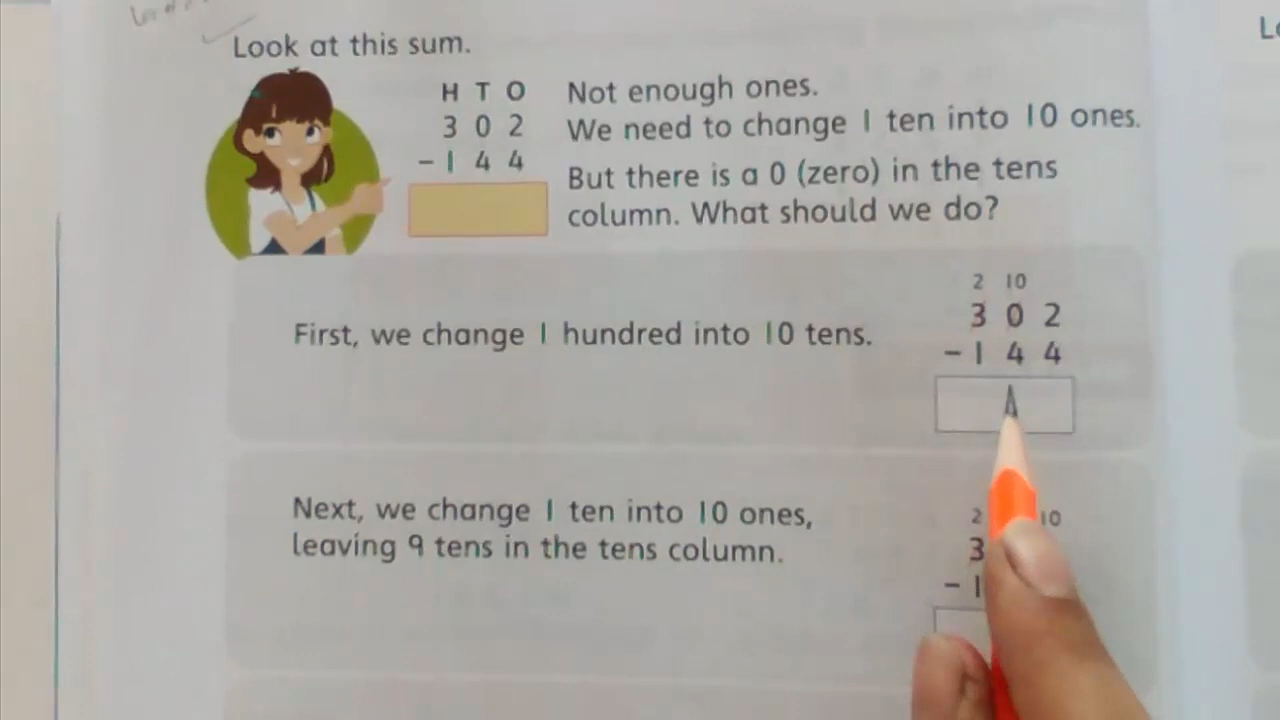 Look at this sum.
H T O
3 0 2
- 1 4 4
Not enough ones.
We need to change 1 ten into 10 ones.
But there is a 0 (zero) in the tens
column. What should we do?
First, we change 1 hundred into 10 tens.
2 10
3 0 2
- 1 4 4
Next, we change 1 ten into 10 ones,
leaving 9 tens in the tens column.
2 10
3
- 1